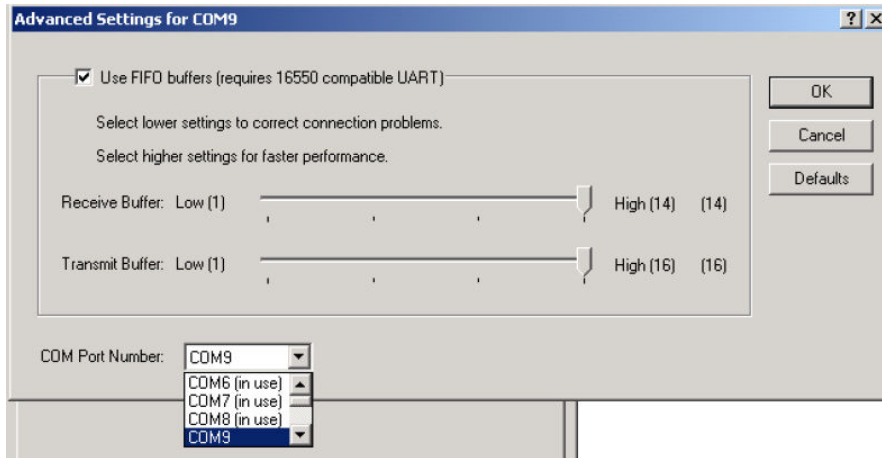 Advanced Settings for COM9
Use FIFO buffers (requires 16550 compatible UART)
OK
Select lower settings to correct connection problems.
Cancel
Select higher settings for faster performance.
Defaults
Receive Buffer: Low (1) High (14) (14)
Transmit Buffer: Low (1) High (16) (16)
COM Port Number: COM9
COM6 (in use)
COM7 (in use)
COM8 (in use)
COM9